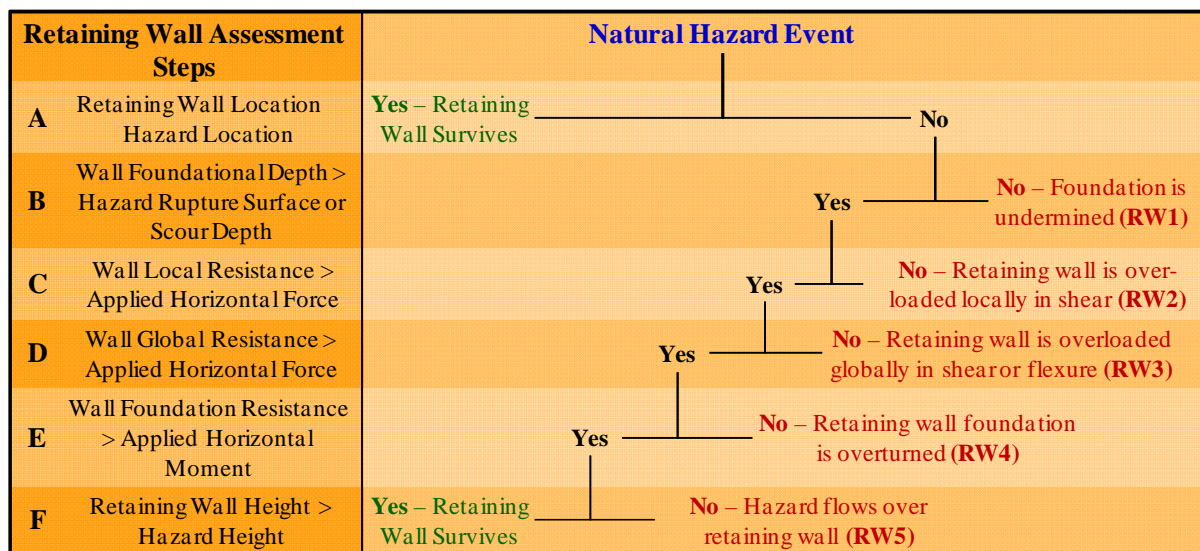 Retaining Wall Assessment
Steps
Natural Hazard Event
A
Retaining Wall Location
Hazard Location
Yes – Retaining
Wall Survives
No
B
Wall Foundational Depth >
Hazard Rupture Surface or
Scour Depth
Yes
No – Foundation is
undermined (RW1)
C
Wall Local Resistance >
Applied Horizontal Force
Yes
No – Retaining wall is over-
loaded locally in shear (RW2)
D
Wall Global Resistance >
Applied Horizontal Force
Yes
No – Retaining wall is overloaded
globally in shear or flexure (RW3)
E
Wall Foundation Resistance
> Applied Horizontal
Moment
Yes
No – Retaining wall foundation
is overturned (RW4)
F
Retaining Wall Height >
Hazard Height
Yes – Retaining
Wall Survives
No – Hazard flows over
retaining wall (RW5)